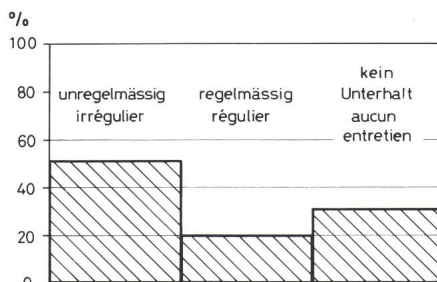 %
100
80
60
40
20
0
unregelmässig
irrégulier
regelmässig
régulier
kein
Unterhalt
aucun
entretien